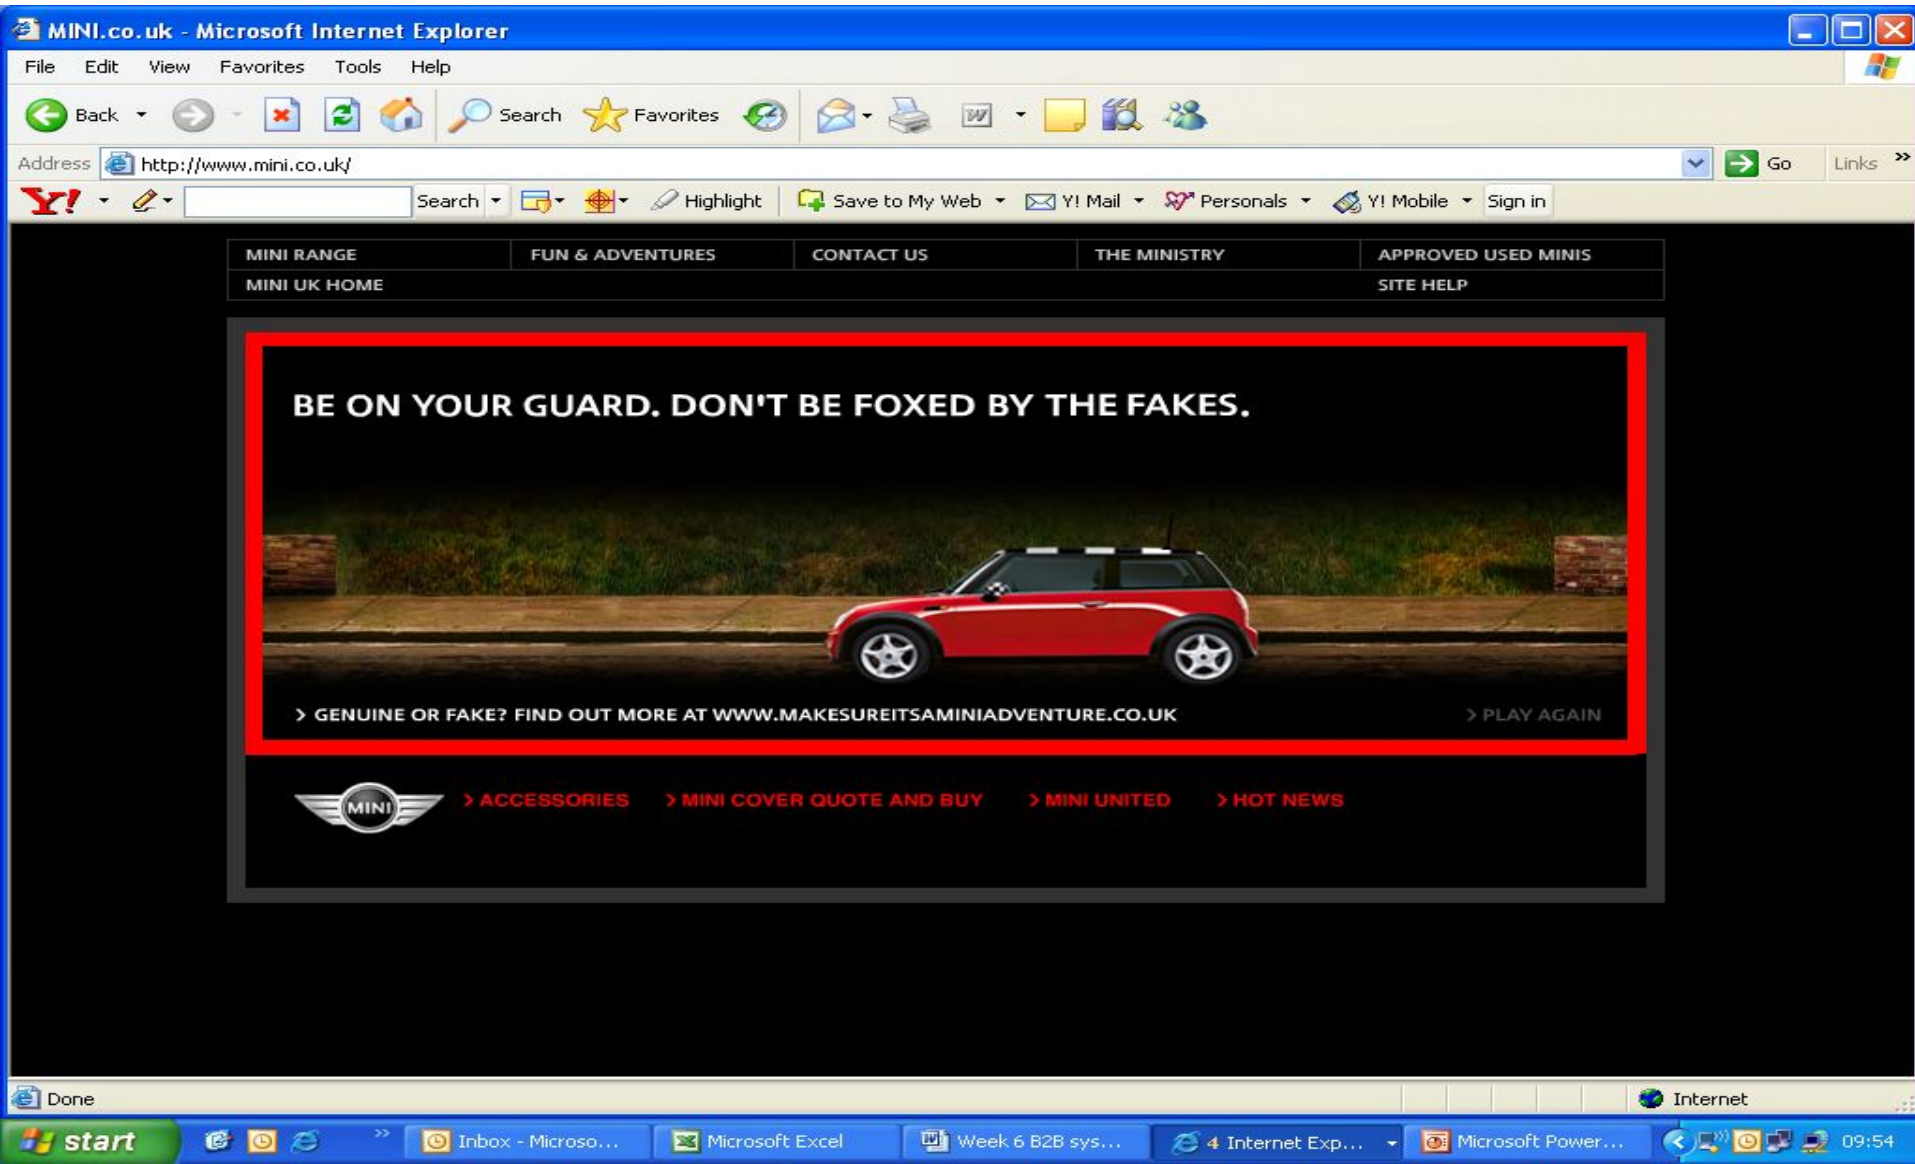 MINI.co.uk - Microsoft Internet Explorer
File Edit View Favorites Tools Help
Back Search Favorites
Address http://www.mini.co.uk/ Go Links »
Y! Search Highlight Save to My Web Y! Mail Personals Y! Mobile Sign in
MINI RANGE FUN & ADVENTURES CONTACT US THE MINISTRY APPROVED USED MINIS
MINI UK HOME SITE HELP
BE ON YOUR GUARD. DON'T BE FOXED BY THE FAKES.
> GENUINE OR FAKE? FIND OUT MORE AT WWW.MAKESUREITSAMINIADVENTURE.CO.UK > PLAY AGAIN
MINI > ACCESSORIES > MINI COVER QUOTE AND BUY > MINI UNITED > HOT NEWS
Done Internet
start » Inbox - Microso... Microsoft Excel Week 6 B2B sys... 4 Internet Exp... Microsoft Power... 09:54